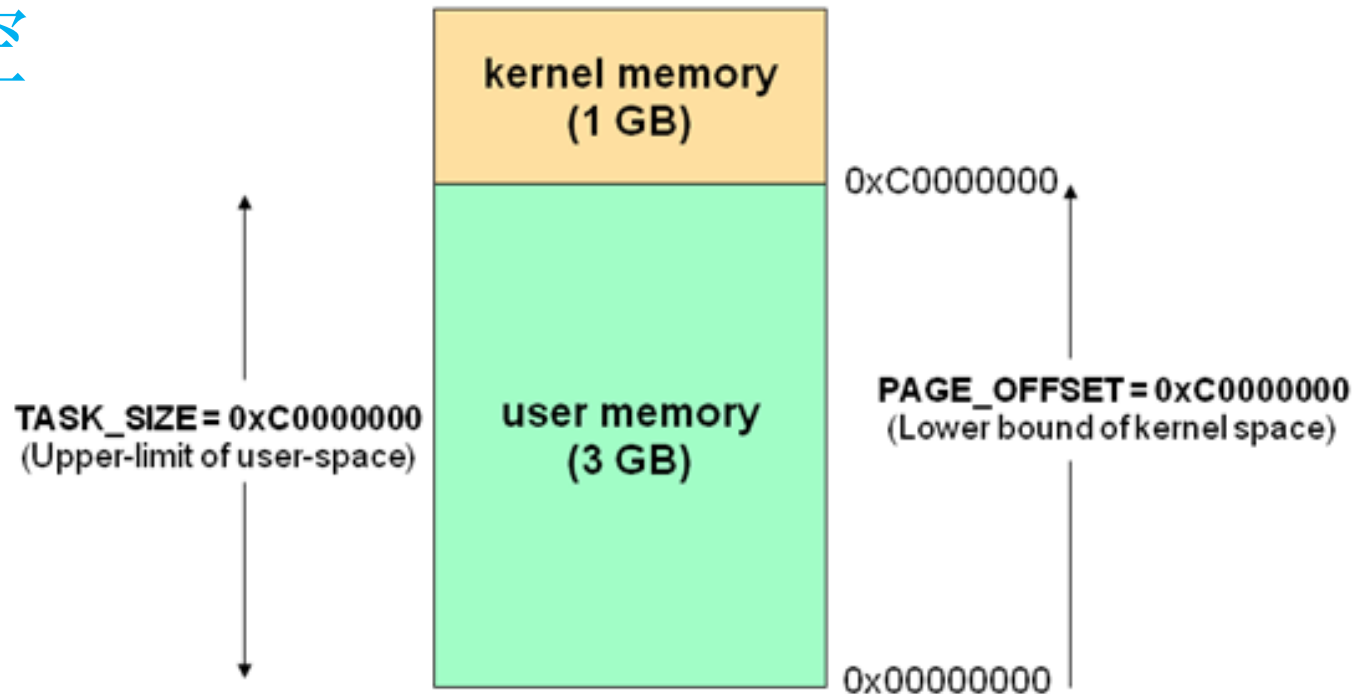 kernel memory
(1 GB)
0xC0000000
TASK_SIZE = 0xC0000000
(Upper-limit of user-space)
user memory
(3 GB)
PAGE_OFFSET = 0xC0000000
(Lower bound of kernel space)
0x00000000